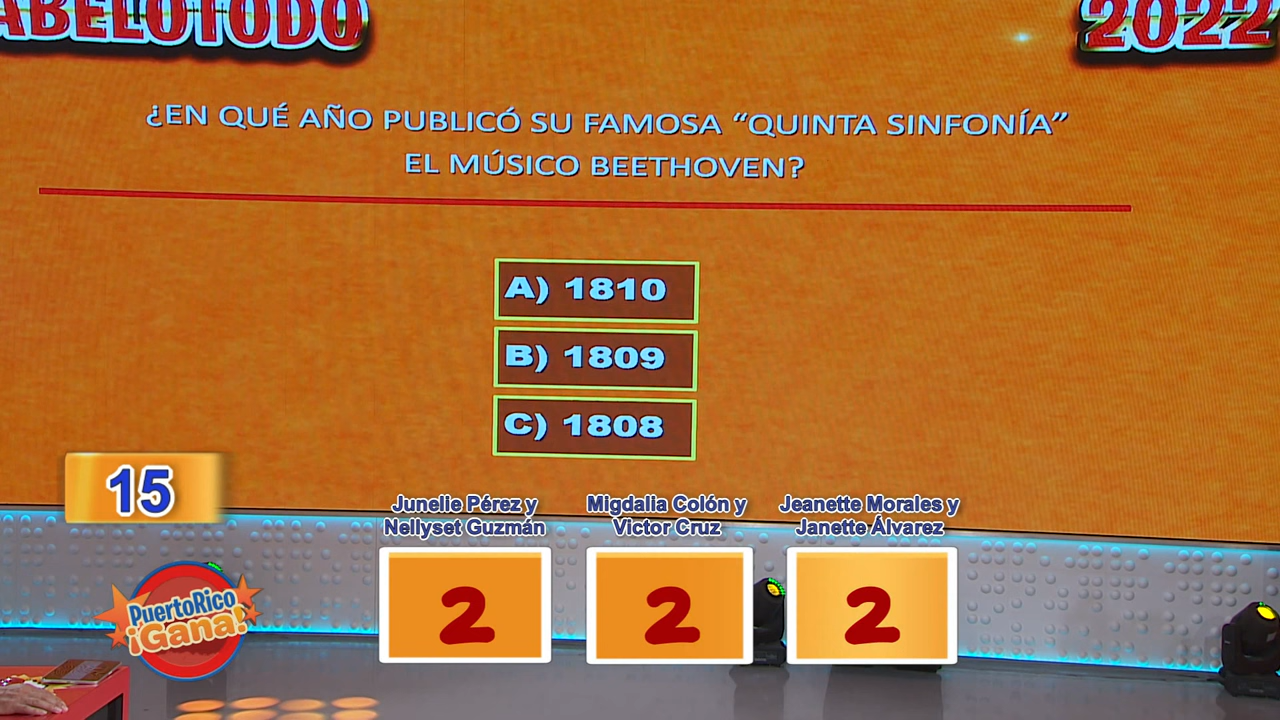 ABELOTODO
2022
¿EN QUÉ AÑO PUBLICÓ SU FAMOSA “QUINTA SINFONÍA”
EL MÚSICO BEETHOVEN?
A) 1810
B) 1809
C) 1808
15
Junelie Pérez y
Nellyset Guzmán
Migdalia Colón y
Victor Cruz
Jeanette Morales y
Janette Álvarez
2
2
2
PuertoRico
¡Gana!